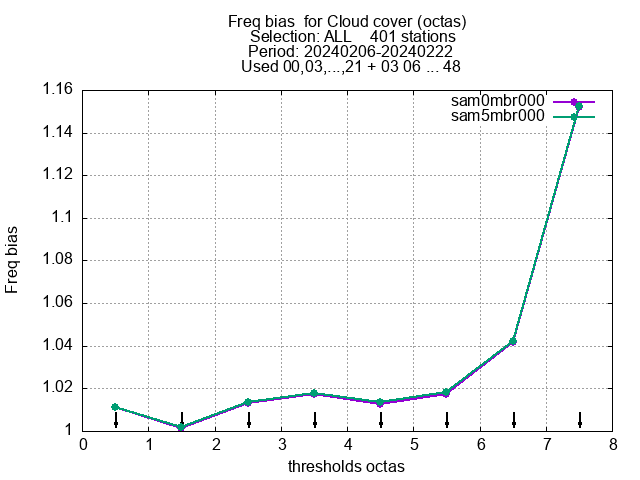 Freq bias  for Cloud cover (octas)
Selection: ALL    401 stations
Period: 20240206-20240222
Used 00,03,...,21 + 03 06 ... 48
sam0mbr000
sam5mbr000
1.16
1.14
1.12
1.1
1.08
1.06
1.04
1.02
1
Freq bias
0 1 2 3 4 5 6 7 8
thresholds octas